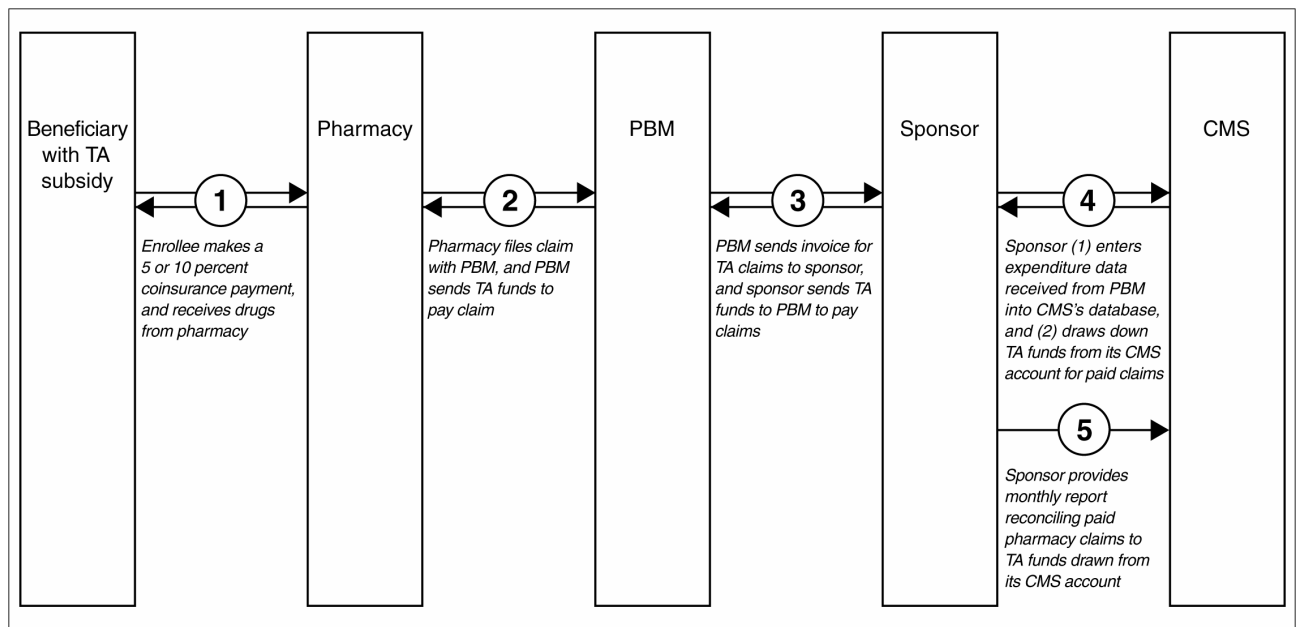 Beneficiary
with TA
subsidy
Pharmacy
PBM
Sponsor
CMS
1
Enrollee makes a
5 or 10 percent
coinsurance payment,
and receives drugs
from pharmacy
2
Pharmacy files claim
with PBM, and PBM
sends TA funds to
pay claim
3
PBM sends invoice for
TA claims to sponsor,
and sponsor sends TA
funds to PBM to pay
claims
4
Sponsor (1) enters
expenditure data
received from PBM
into CMS's database,
and (2) draws down
TA funds from its CMS
account for paid claims
5
Sponsor provides
monthly report
reconciling paid
pharmacy claims to
TA funds drawn from
its CMS account